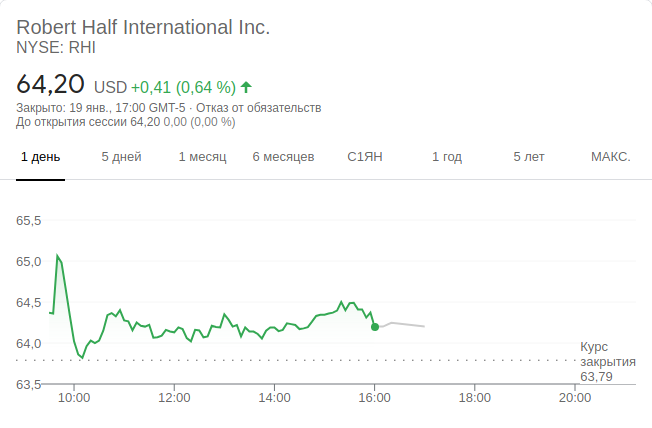 Robert Half International Inc.
NYSE: RHI
64,20 USD +0,41 (0,64 %)
Закрыто: 19 янв., 17:00 GMT-5 · Отказ от обязательств
До открытия сессии 64,20 0,00 (0,00 %)
1 день 5 дней 1 месяц 6 месяцев С1ЯН 1 год 5 лет МАКС.
65,5
65,0
64,5
64,0
Курс
закрытия
63,79
63,5
10:00 12:00 14:00 16:00 18:00 20:00